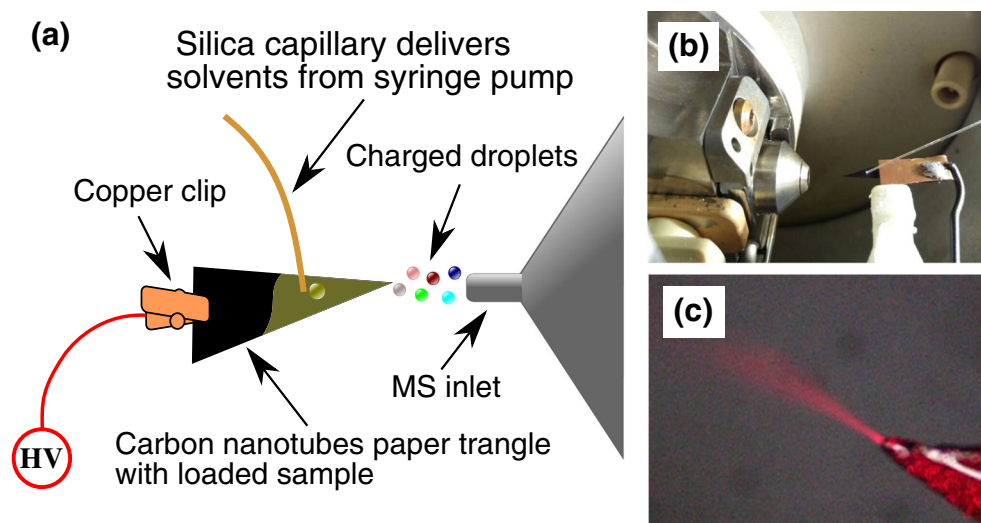 (a)
Silica capillary delivers
solvents from syringe pump
Charged droplets
Copper clip
MS inlet
Carbon nanotubes paper trangle
with loaded sample
HV
(b)
(c)